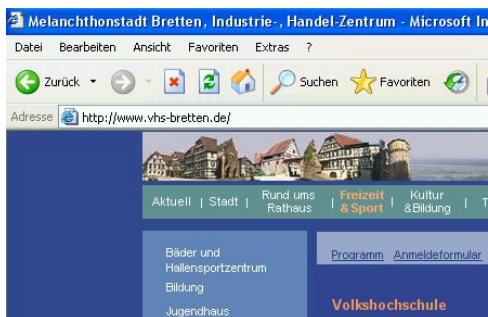 Melanchthonstadt Bretten, Industrie-, Handel-Zentrum - Microsoft In
Datei Bearbeiten Ansicht Favoriten Extras ?
Zurück Suchen Favoriten
Adresse http://www.vhs-bretten.de/
Aktuell | Stadt | Rund ums Rathaus | Freizeit & Sport | Kultur &Bildung | T
Bäder und
Hallensportzentrum
Bildung
Jugendhaus
Programm Anmeldeformular
Volkshochschule